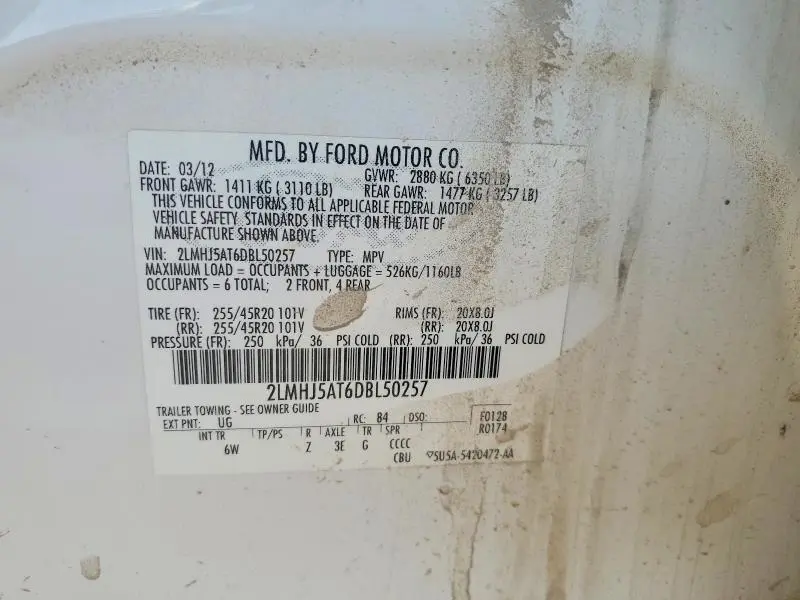 MFD. BY FORD MOTOR CO.
DATE: 03/12 GVWR: 2880 KG ( 6350 LB)
FRONT GAWR: 1411 KG ( 3110 LB) REAR GAWR: 1477 KG ( 3257 LB)
THIS VEHICLE CONFORMS TO ALL APPLICABLE FEDERAL MOTOR
VEHICLE SAFETY STANDARDS IN EFFECT ON THE DATE OF
MANUFACTURE SHOWN ABOVE.
VIN: 2LMHJ5AT6DBL50257 TYPE: MPV
MAXIMUM LOAD = OCCUPANTS + LUGGAGE = 526KG/1160LB
OCCUPANTS = 6 TOTAL; 2 FRONT, 4 REAR
TIRE (FR): 255/45R20 101V RIMS (FR): 20X8.0J
(RR): 255/45R20 101V (RR): 20X8.0J
PRESSURE (FR): 250 kPa/ 36 PSI COLD (RR): 250 kPa/ 36 PSI COLD
2LMHJ5AT6DBL50257
TRAILER TOWING - SEE OWNER GUIDE
EXT PNT: UG RC: 84 DSO: F0128
R0174
INT TR TP/PS R AXLE TR SPR
6W Z 3E G CCCC
CBU 5U5A-5420472-AA